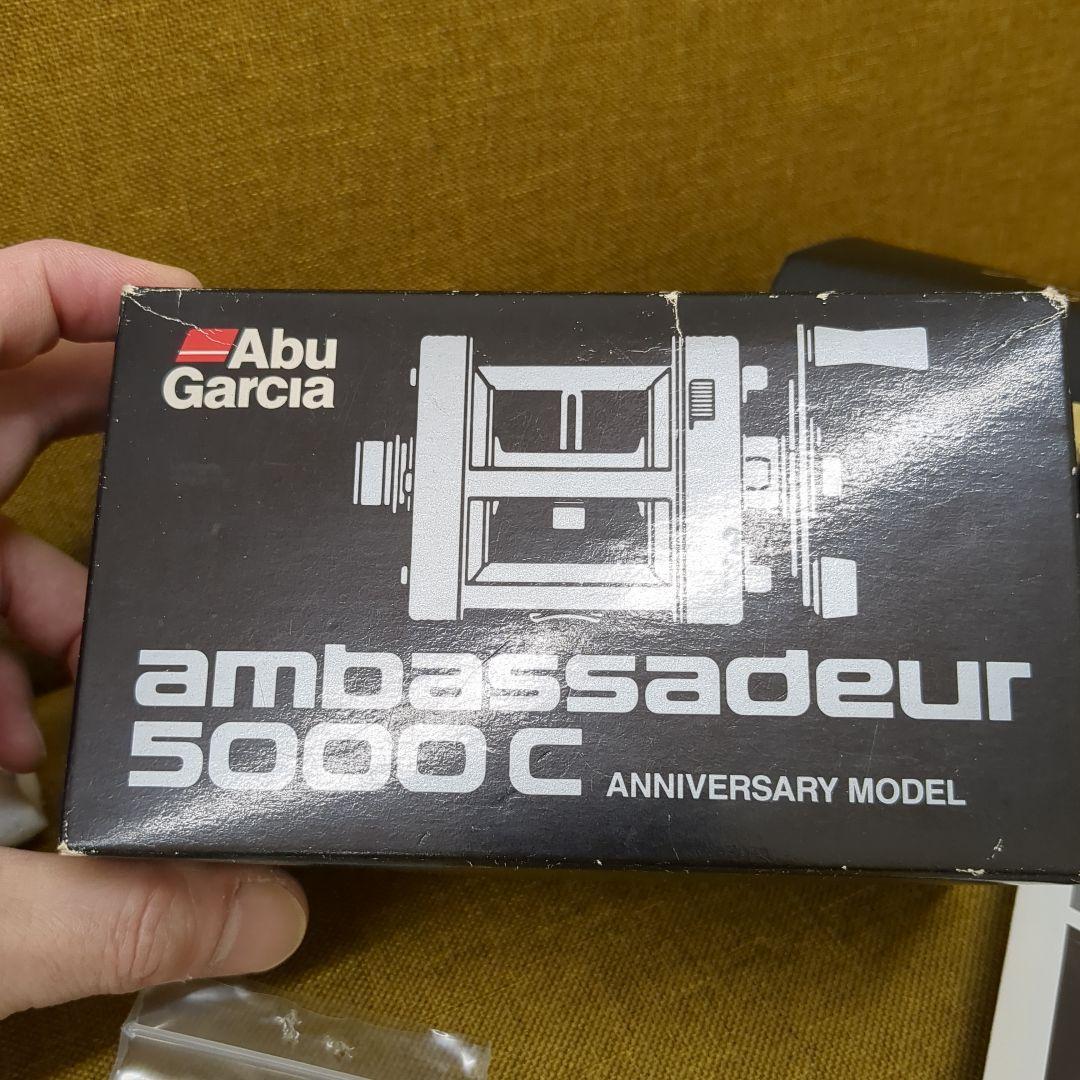 Abu
Garcia
ambassadeur
5000 C ANNIVERSARY MODEL